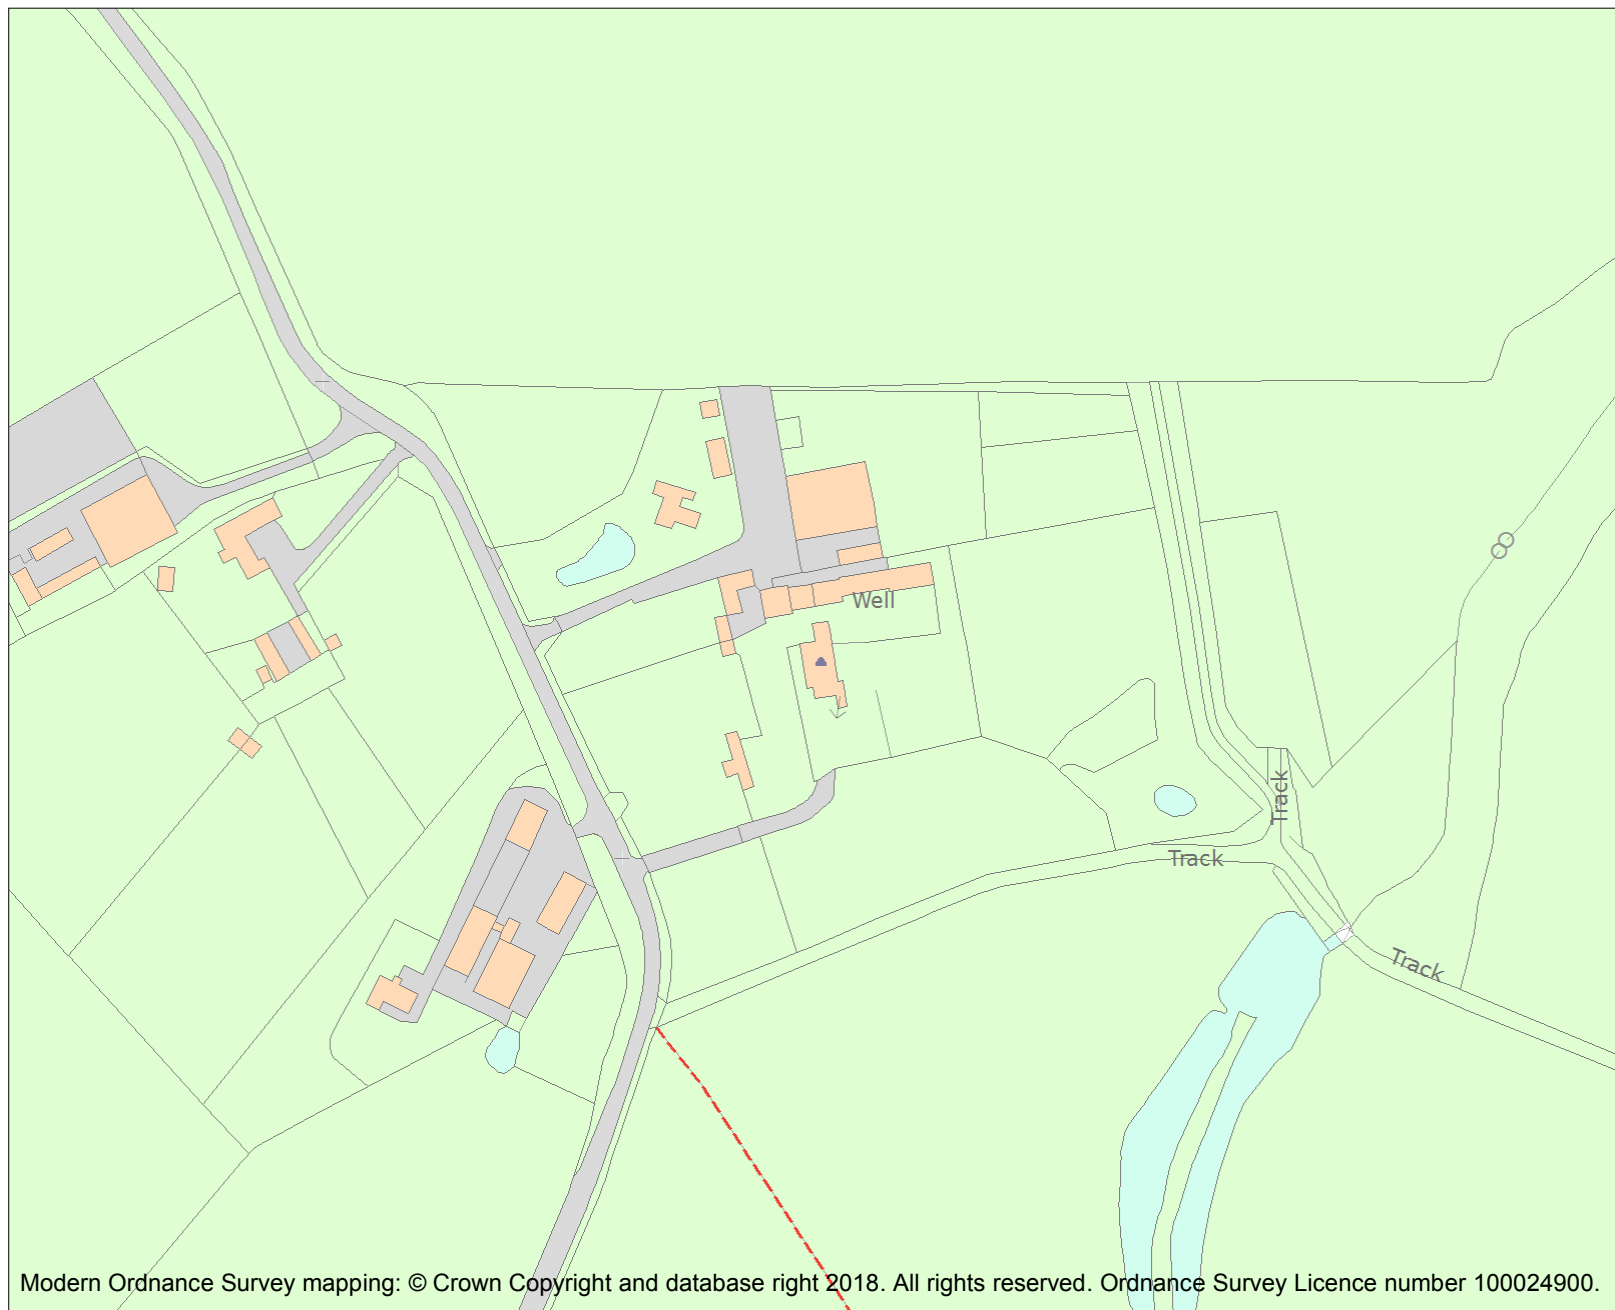 Well
Track
Track
Track
Modern Ordnance Survey mapping: © Crown Copyright and database right 2018. All rights reserved. Ordnance Survey Licence number 100024900.